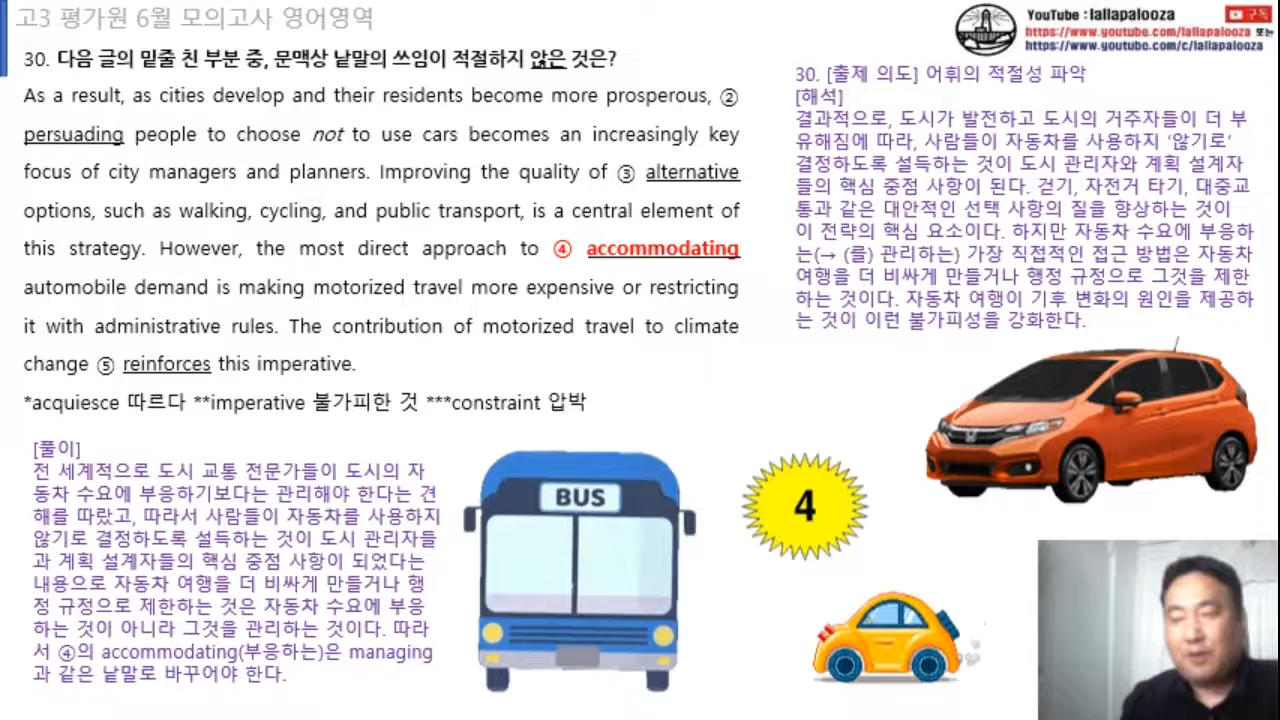 고3 평가원 6월 모의고사 영어영역
YouTube : lallapalooza
구독
https://www.youtube.com/lallapalooza 또는
https://www.youtube.com/c/lallapalooza
30. 다음 글의 밑줄 친 부분 중, 문맥상 낱말의 쓰임이 적절하지 않은 것은?
As a result, as cities develop and their residents become more prosperous, ②
persuading people to choose not to use cars becomes an increasingly key
focus of city managers and planners. Improving the quality of ③ alternative
options, such as walking, cycling, and public transport, is a central element of
this strategy. However, the most direct approach to ④ accommodating
automobile demand is making motorized travel more expensive or restricting
it with administrative rules. The contribution of motorized travel to climate
change ⑤ reinforces this imperative.
*acquiesce 따르다 **imperative 불가피한 것 ***constraint 압박
30. [출제 의도] 어휘의 적절성 파악
[해석]
결과적으로, 도시가 발전하고 도시의 거주자들이 더 부
유해짐에 따라, 사람들이 자동차를 사용하지 ‘않기로’
결정하도록 설득하는 것이 도시 관리자와 계획 설계자
들의 핵심 중점 사항이 된다. 걷기, 자전거 타기, 대중교
통과 같은 대안적인 선택 사항의 질을 향상하는 것이
이 전략의 핵심 요소이다. 하지만 자동차 수요에 부응하
는(→ (를) 관리하는) 가장 직접적인 접근 방법은 자동차
여행을 더 비싸게 만들거나 행정 규정으로 그것을 제한
하는 것이다. 자동차 여행이 기후 변화의 원인을 제공하
는 것이 이런 불가피성을 강화한다.
[풀이]
전 세계적으로 도시 교통 전문가들이 도시의 자
동차 수요에 부응하기보다는 관리해야 한다는 견
해를 따랐고, 따라서 사람들이 자동차를 사용하지
않기로 결정하도록 설득하는 것이 도시 관리자들
과 계획 설계자들의 핵심 중점 사항이 되었다는
내용으로 자동차 여행을 더 비싸게 만들거나 행
정 규정으로 제한하는 것은 자동차 수요에 부응
하는 것이 아니라 그것을 관리하는 것이다. 따라
서 ④의 accommodating(부응하는)은 managing
과 같은 낱말로 바꾸어야 한다.
BUS
4